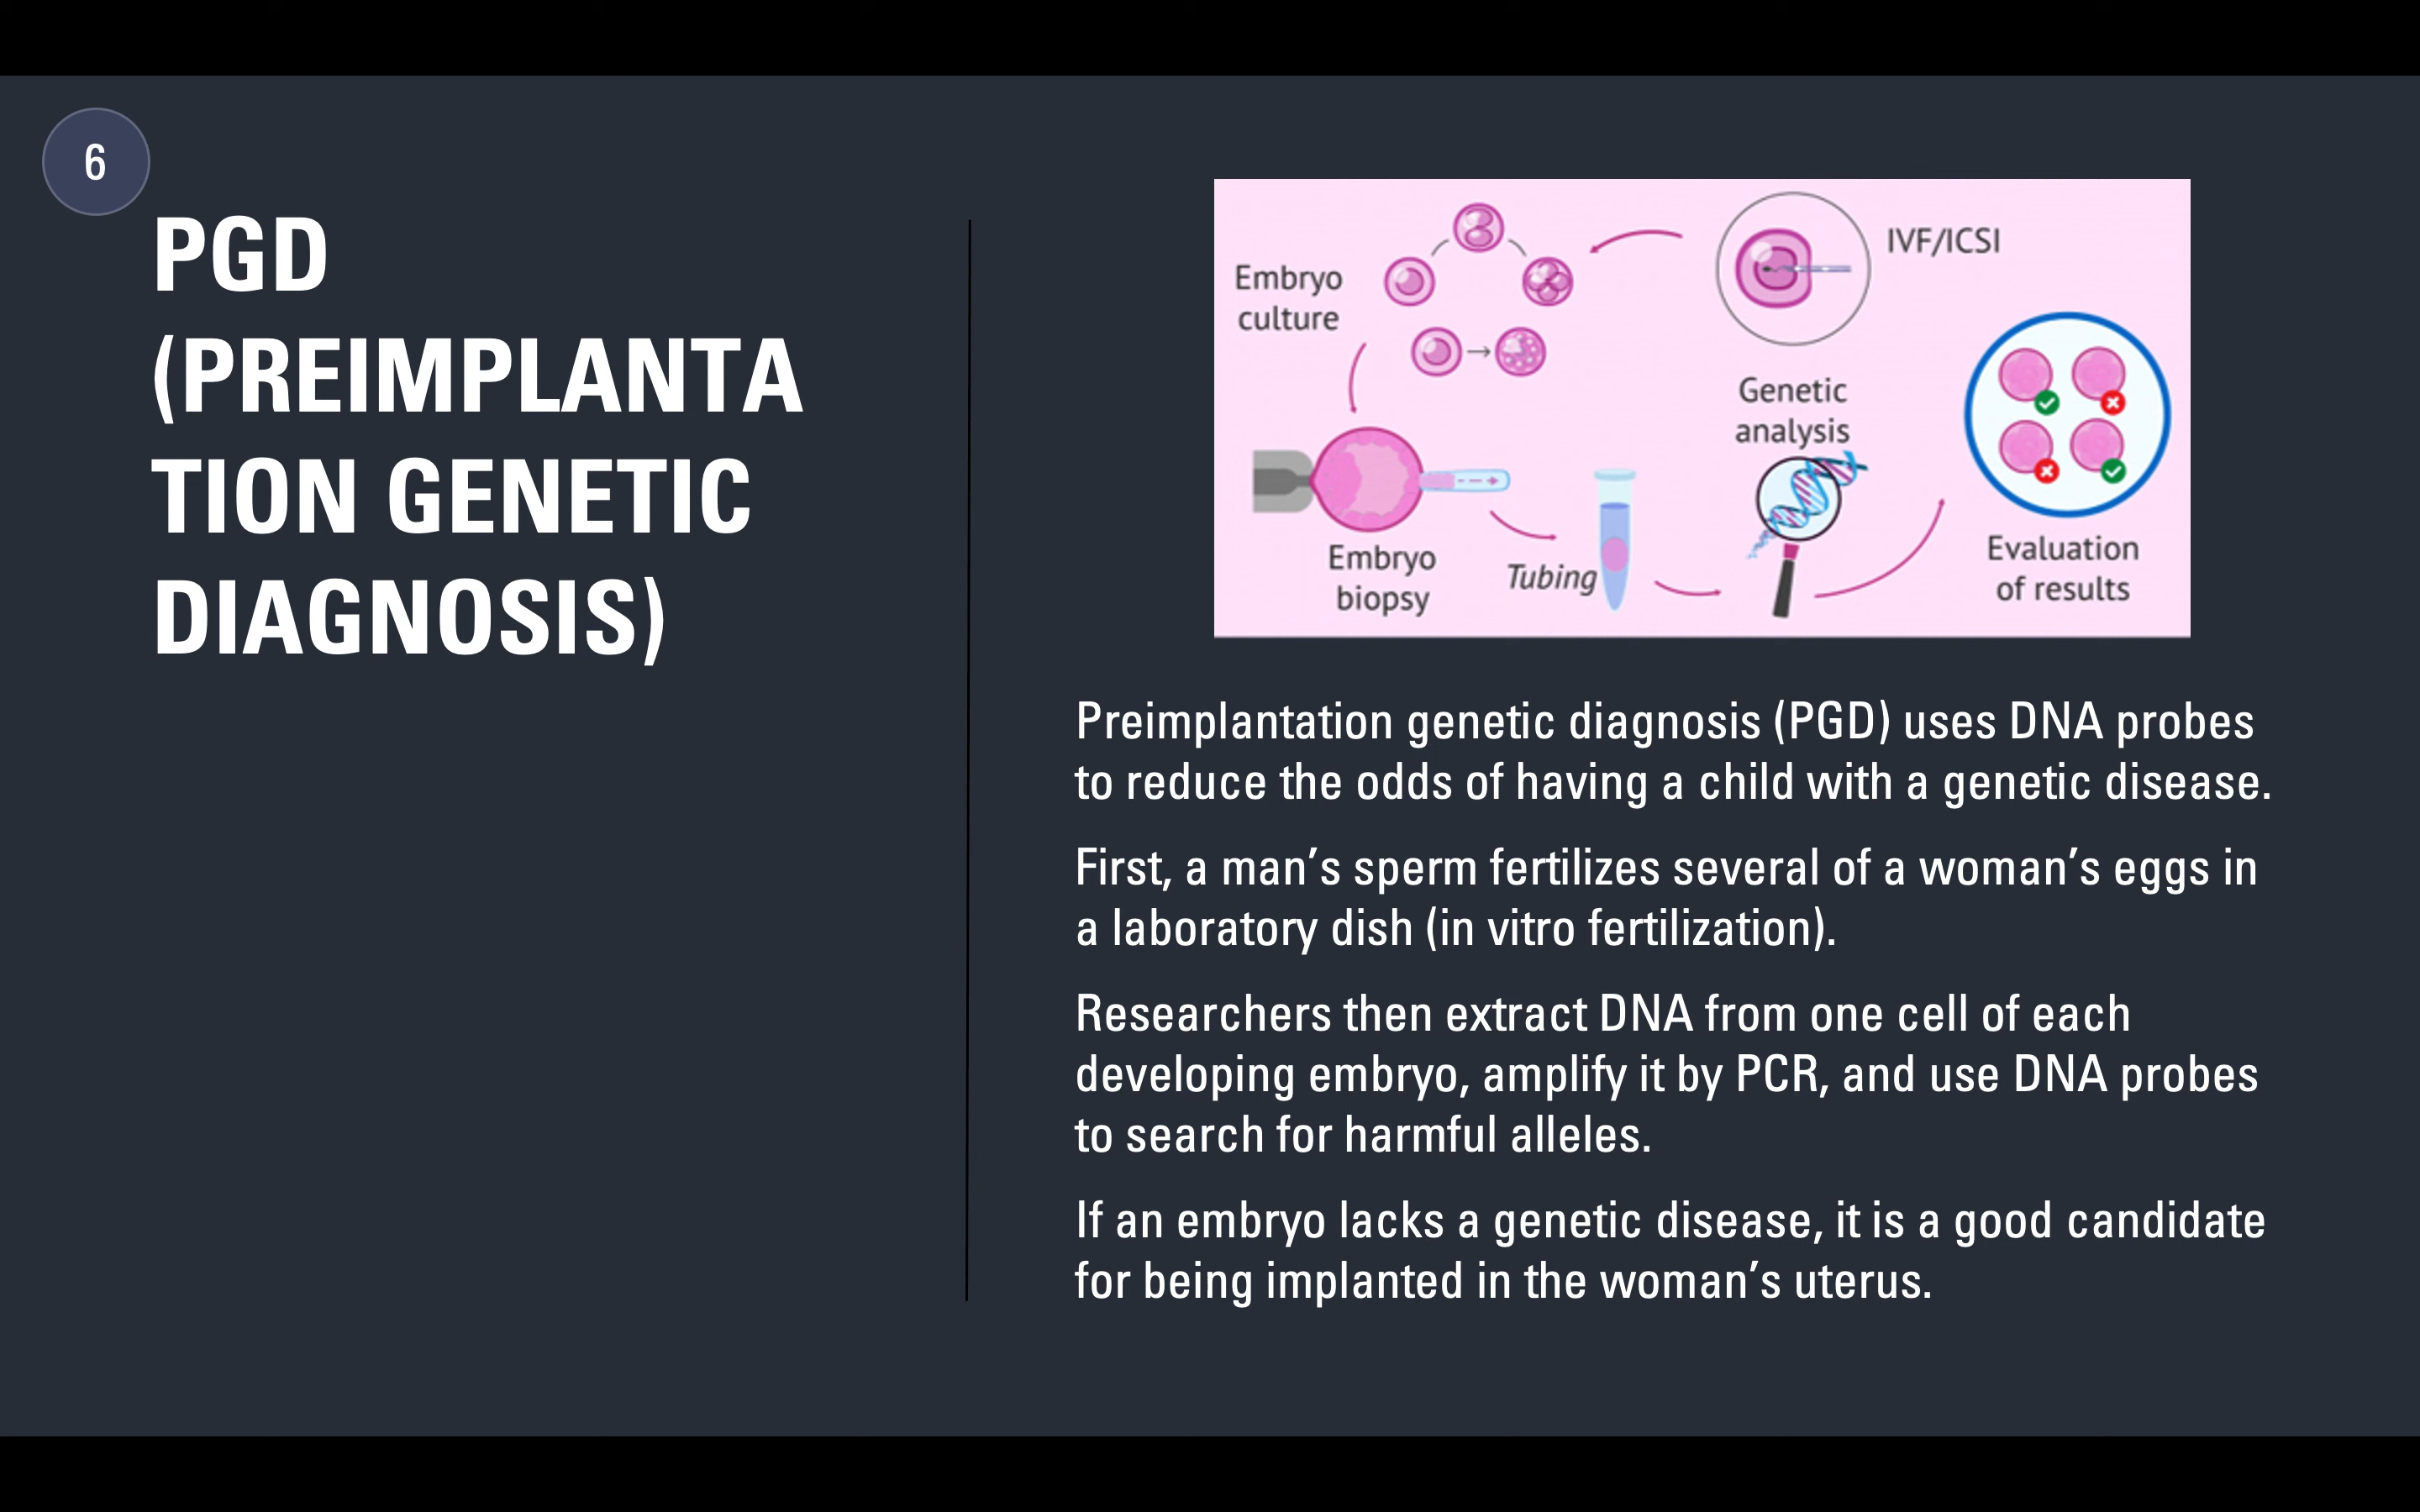 6
PGD
(PREIMPLANTA
TION GENETIC
DIAGNOSIS)
IVF/ICSI
Embryo
culture
Embryo
biopsy
Tubing
Genetic
analysis
Evaluation
of results
Preimplantation genetic diagnosis (PGD) uses DNA probes
to reduce the odds of having a child with a genetic disease.
First, a man’s sperm fertilizes several of a woman’s eggs in
a laboratory dish (in vitro fertilization).
Researchers then extract DNA from one cell of each
developing embryo, amplify it by PCR, and use DNA probes
to search for harmful alleles.
If an embryo lacks a genetic disease, it is a good candidate
for being implanted in the woman’s uterus.